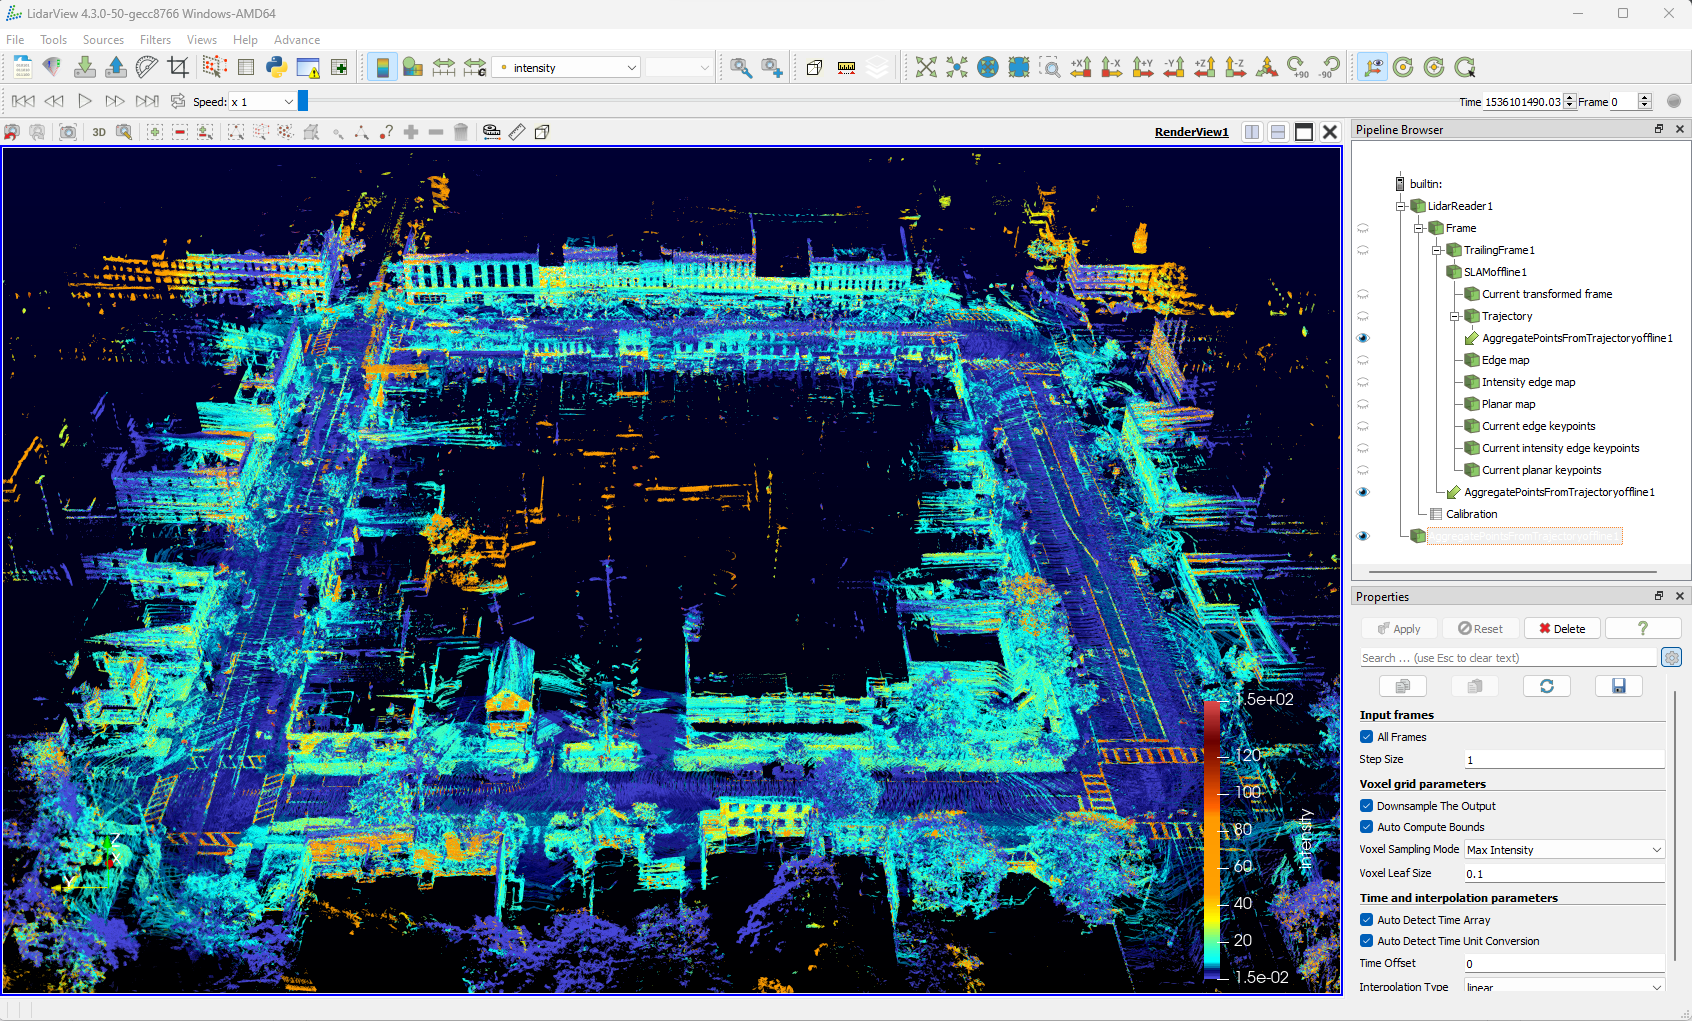 LidarView 4.3.0-50-gecc8766 Windows-AMD64
File Tools Sources Filters Views Help Advance
intensity
+X -X +Y -Y +Z -Z +90 -90
Speed: x 1
Time 1536101490.03 Frame 0
3D
RenderView1
1.5e+02
120
100
80
60
40
20
1.5e-02
intensity
Pipeline Browser
builtin:
LidarReader1
Frame
TrailingFrame1
SLAMoffline1
Current transformed frame
Trajectory
AggregatePointsFromTrajectoryoffline1
Edge map
Intensity edge map
Planar map
Current edge keypoints
Current intensity edge keypoints
Current planar keypoints
AggregatePointsFromTrajectoryoffline1
Calibration
Properties
Apply Reset Delete ?
Search ... (use Esc to clear text)
Input frames
All Frames
Step Size 1
Voxel grid parameters
Downsample The Output
Auto Compute Bounds
Voxel Sampling Mode Max Intensity
Voxel Leaf Size 0.1
Time and interpolation parameters
Auto Detect Time Array
Auto Detect Time Unit Conversion
Time Offset 0
Interpolation Type linear